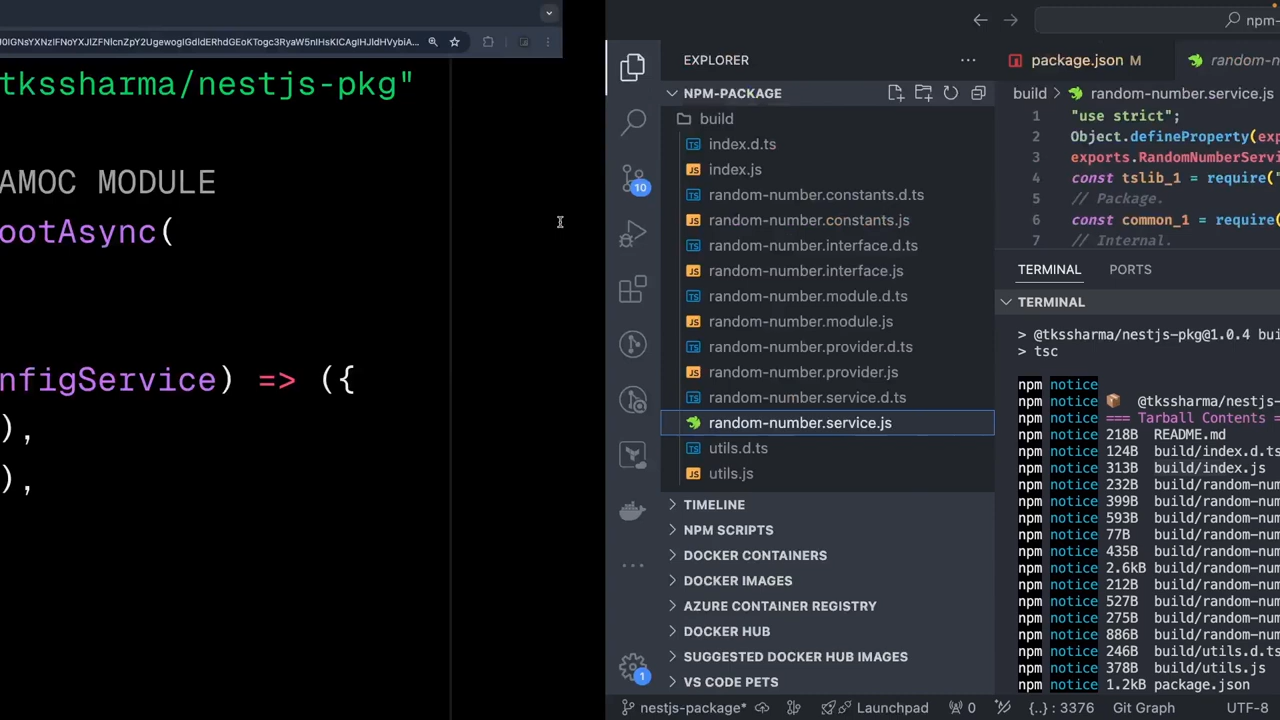 J0lGNsYXNzIFNoYXJlZFNlcnZpY2UgewogIGdldERhdGEoKTogc3RyaW5nIHsKICAgIHJldHVybiA...
tkssharma/nestjs-pkg"
AMOC MODULE
ootAsync(
nfigService) => ({
),
),
npm-
EXPLORER
NPM-PACKAGE
build
index.d.ts
index.js
random-number.constants.d.ts
random-number.constants.js
random-number.interface.d.ts
random-number.interface.js
random-number.module.d.ts
random-number.module.js
random-number.provider.d.ts
random-number.provider.js
random-number.service.d.ts
random-number.service.js
utils.d.ts
utils.js
TIMELINE
NPM SCRIPTS
DOCKER CONTAINERS
DOCKER IMAGES
AZURE CONTAINER REGISTRY
DOCKER HUB
SUGGESTED DOCKER HUB IMAGES
VS CODE PETS
10
1
package.json M
random-n
build > random-number.service.js
1 "use strict";
2 Object.defineProperty(exp
3 exports.RandomNumberServi
4 const tslib_1 = require("
5 // Package.
6 const common_1 = require(
7 // Internal.
TERMINAL PORTS
TERMINAL
> @tkssharma/nestjs-pkg@1.0.4 buil
> tsc
npm notice
npm notice 📦 @tkssharma/nestjs-
npm notice === Tarball Contents =
npm notice 218B README.md
npm notice 124B build/index.d.ts
npm notice 313B build/index.js
npm notice 232B build/random-num
npm notice 399B build/random-num
npm notice 593B build/random-num
npm notice 77B build/random-num
npm notice 435B build/random-num
npm notice 2.6kB build/random-num
npm notice 212B build/random-num
npm notice 527B build/random-num
npm notice 275B build/random-num
npm notice 886B build/random-num
npm notice 246B build/utils.d.ts
npm notice 378B build/utils.js
npm notice 1.2kB package.json
nestjs-package* Launchpad 0 {..} : 3376 Git Graph UTF-8